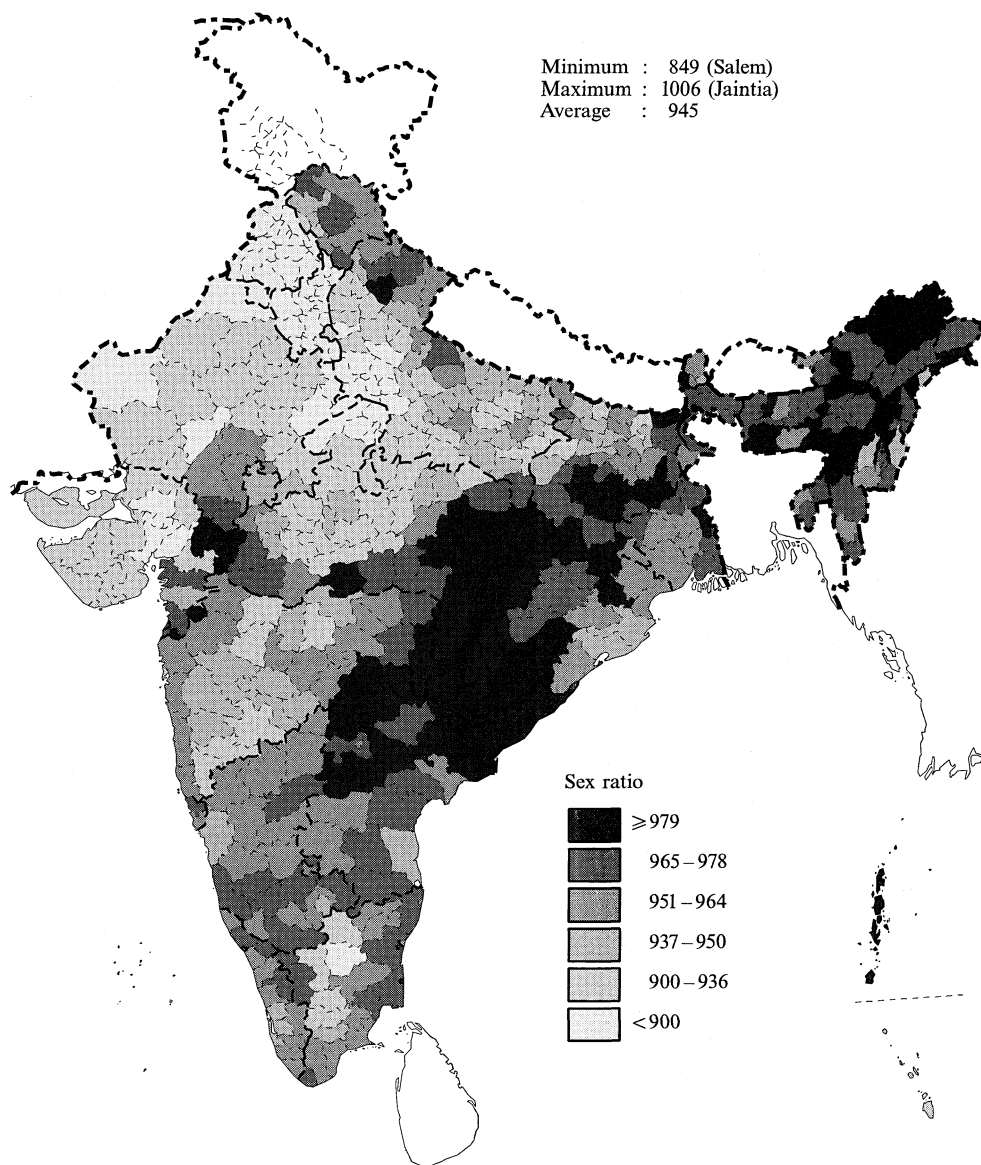 Minimum : 849 (Salem)
Maximum : 1006 (Jaintia)
Average : 945
Sex ratio
⩾979
965–978
951–964
937–950
900–936
<900